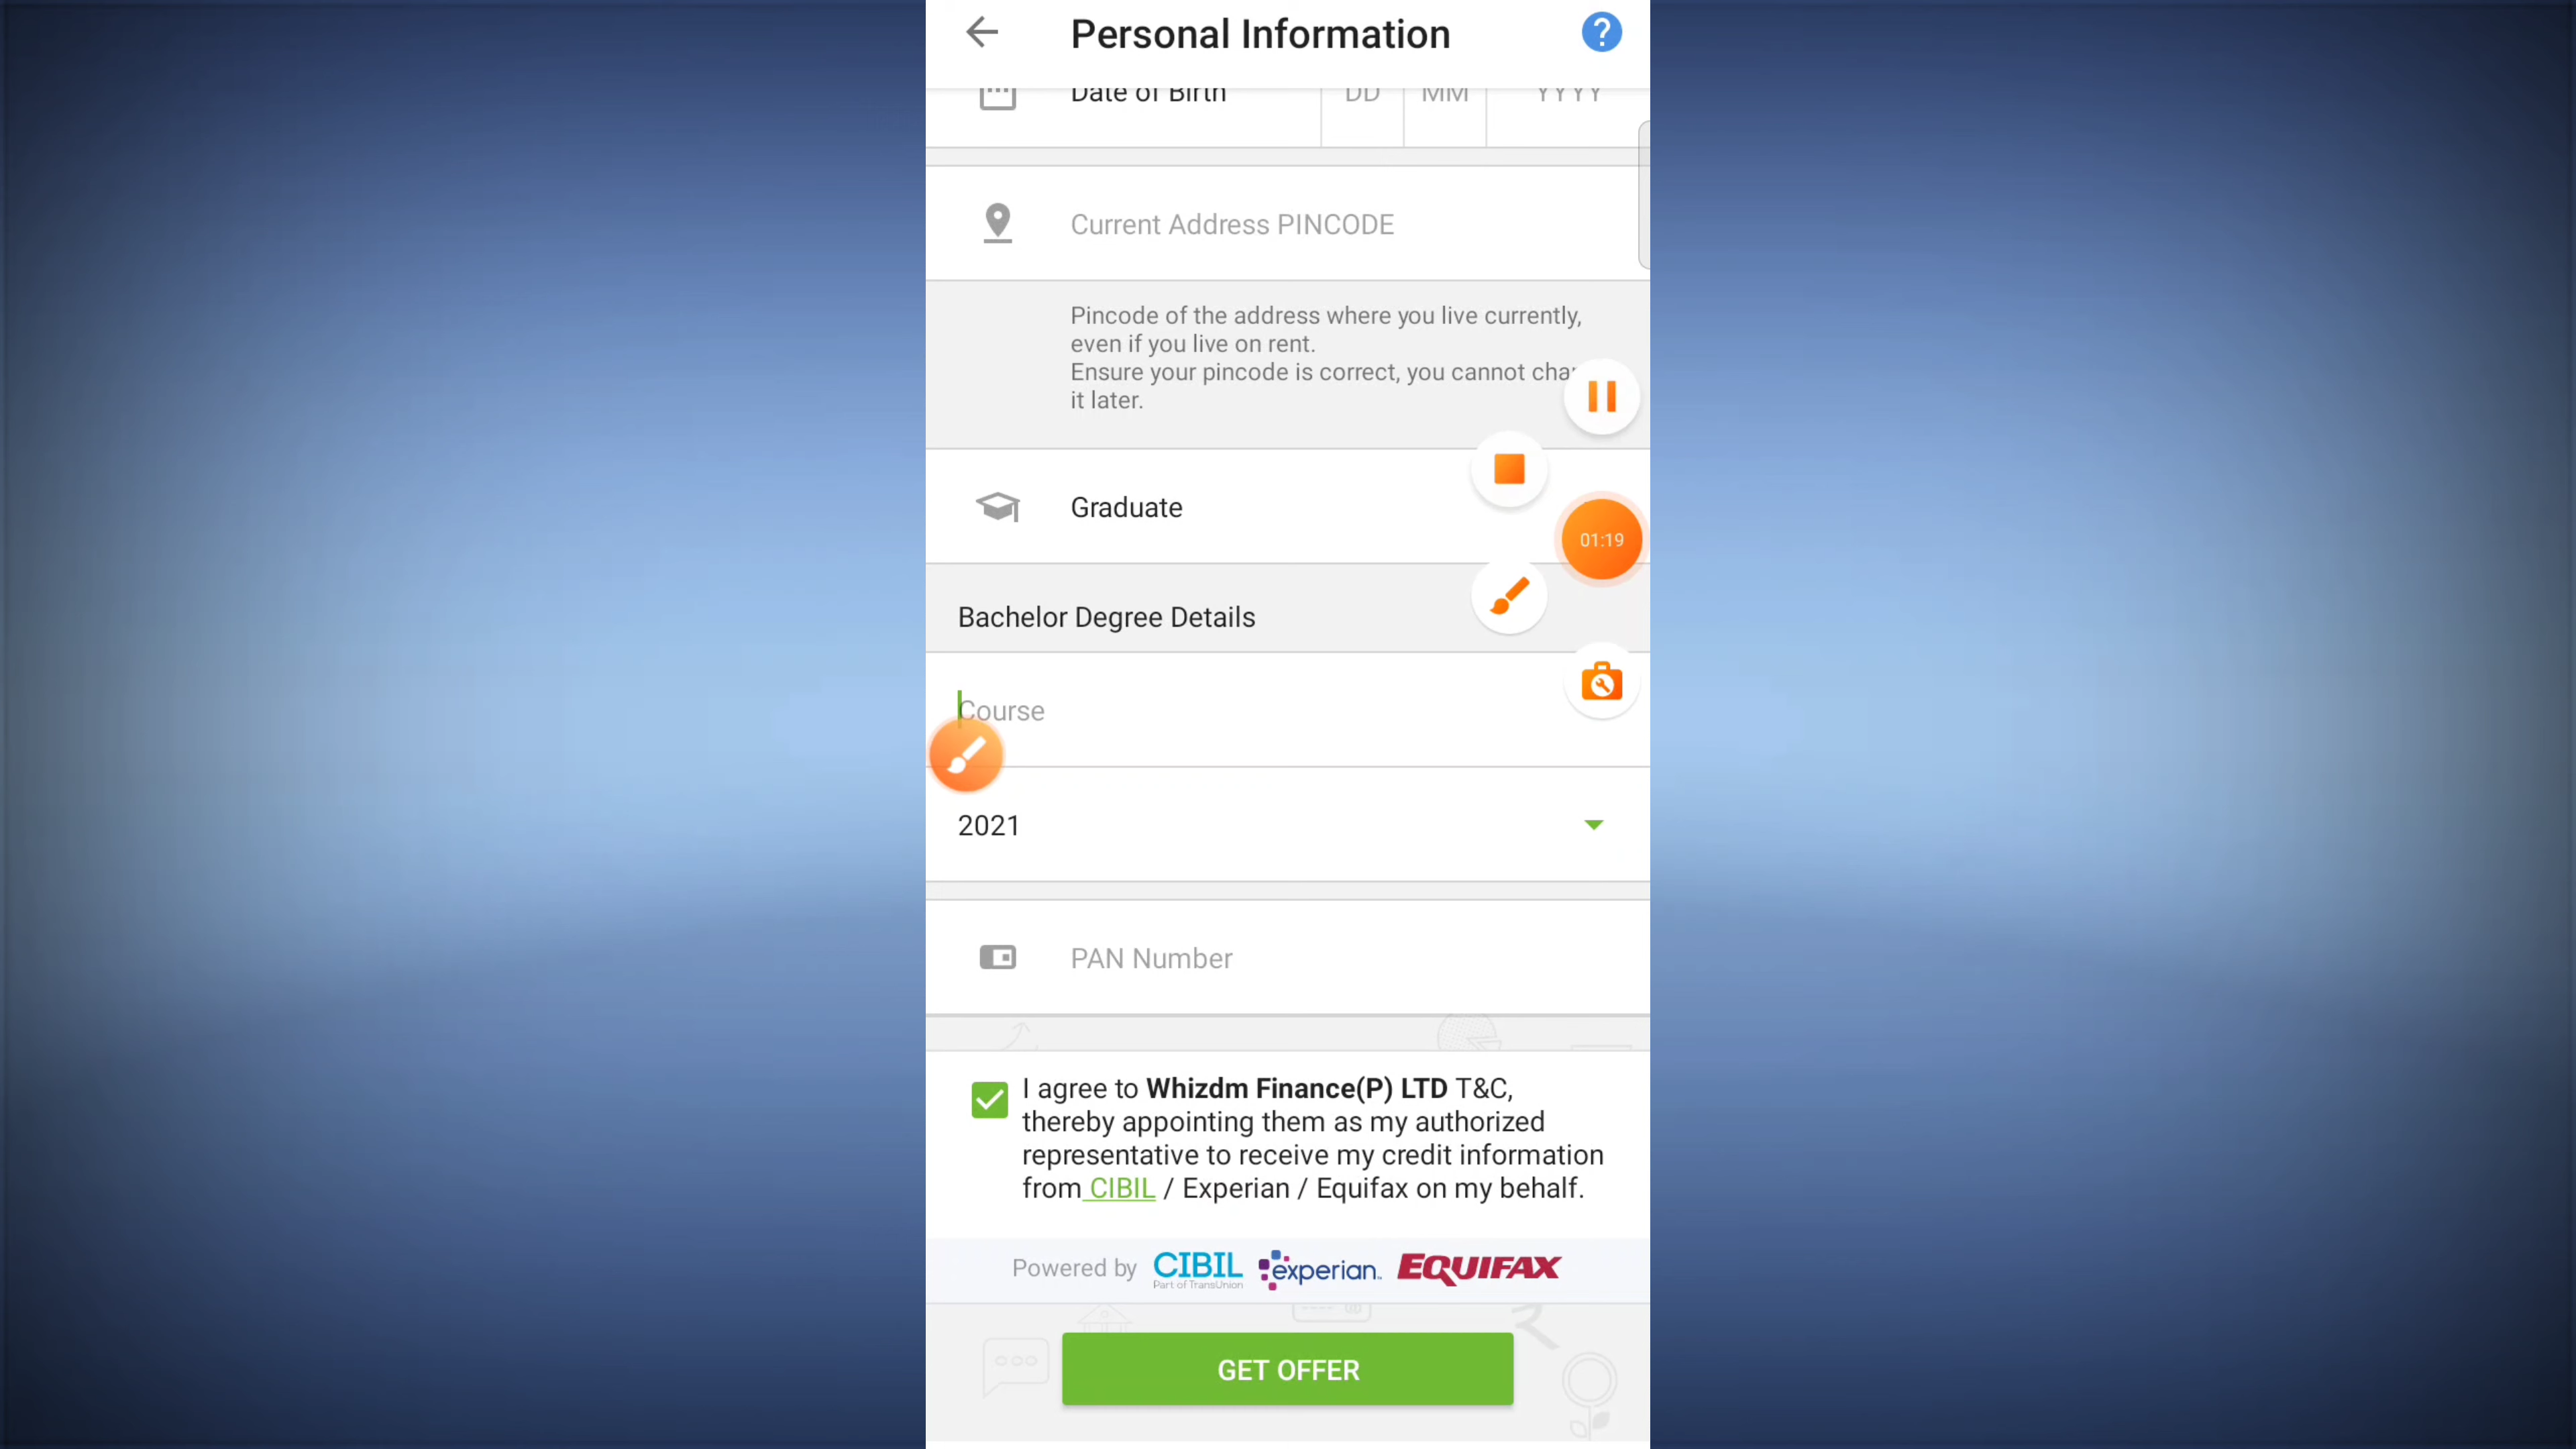 Personal Information
?
Date of Birth DD MM YYYY
Current Address PINCODE
Pincode of the address where you live currently,
even if you live on rent.
Ensure your pincode is correct, you cannot
it later.
Graduate
01:19
Bachelor Degree Details
Course
2021
PAN Number
I agree to Whizdm Finance(P) LTD T&C,
thereby appointing them as my authorized
representative to receive my credit information
from CIBIL / Experian / Equifax on my behalf.
Powered by CIBIL experian. EQUIFAX
Part of TransUnion
GET OFFER